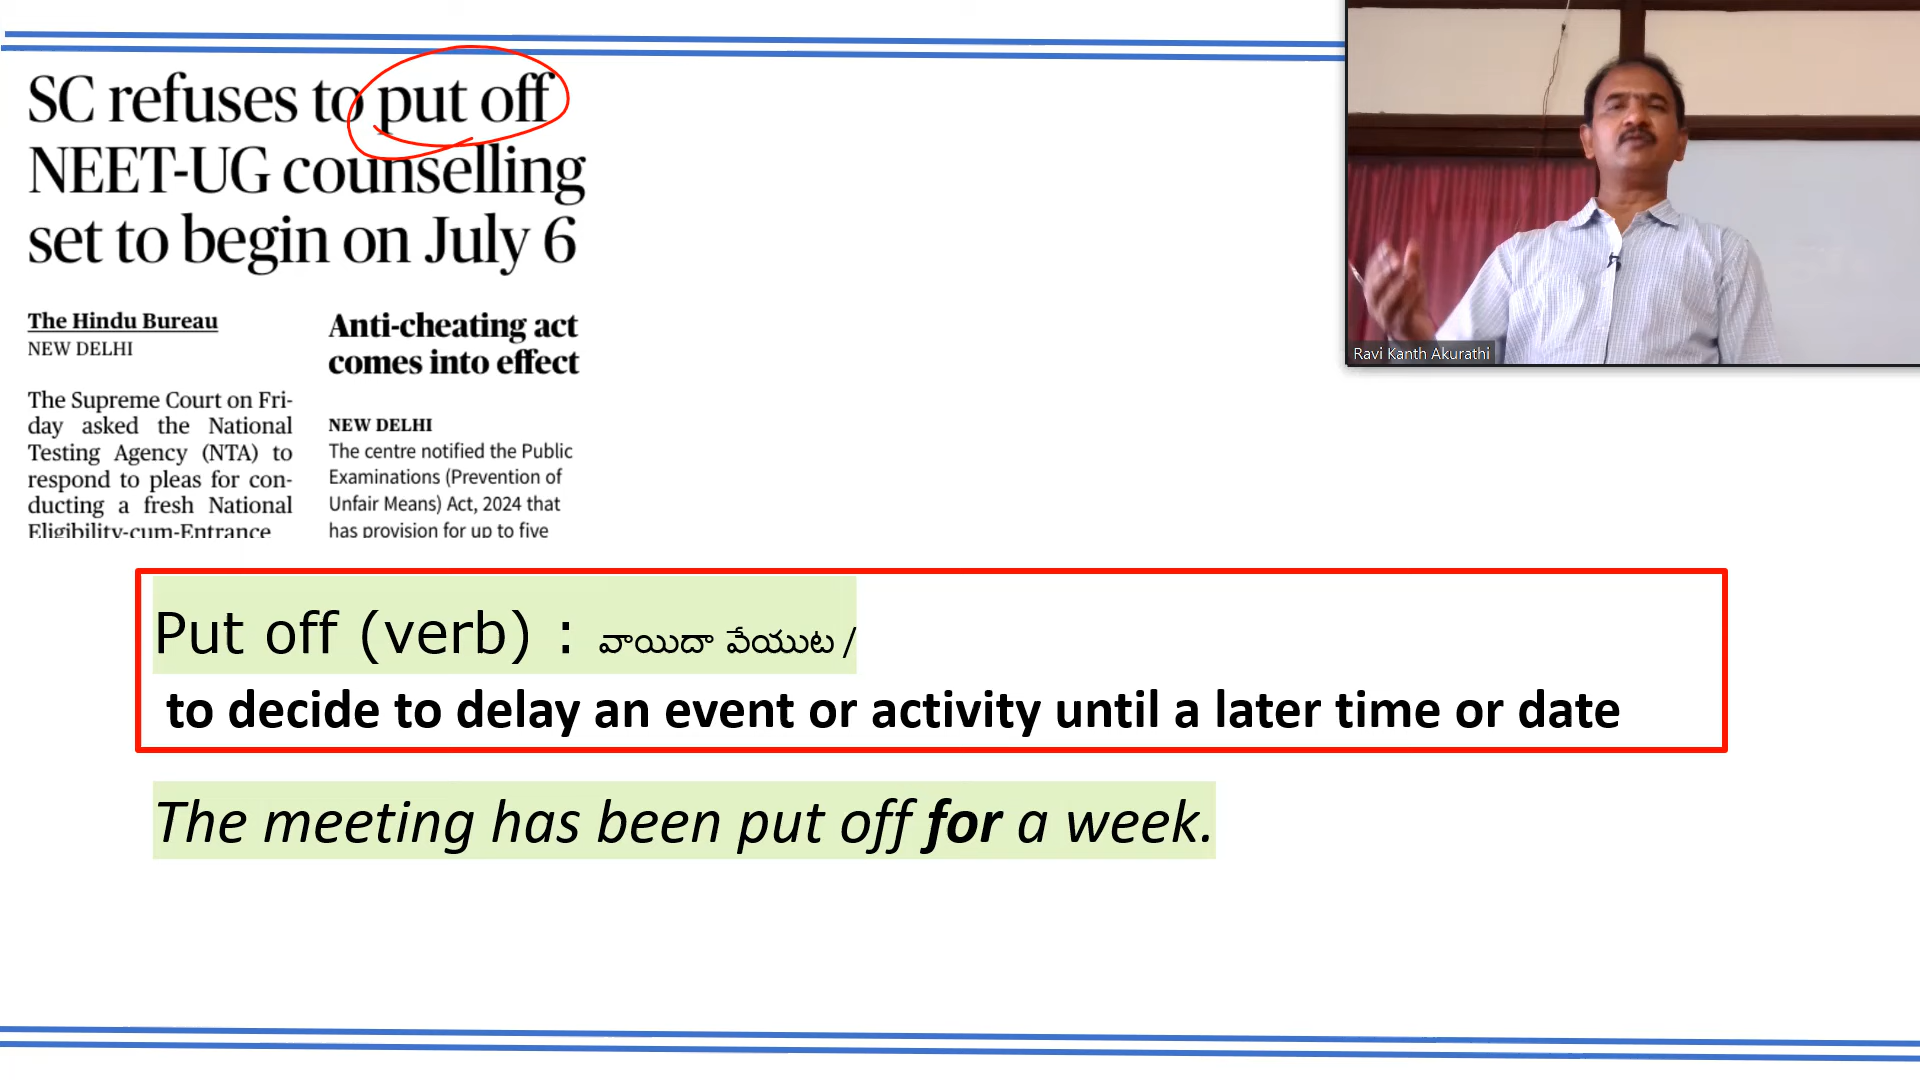 SC refuses to put off
NEET-UG counselling
set to begin on July 6
The Hindu Bureau
NEW DELHI
The Supreme Court on Fri-
day asked the National
Testing Agency (NTA) to
respond to pleas for con-
ducting a fresh National
Eligibility-cum-Entrance
Anti-cheating act
comes into effect
NEW DELHI
The centre notified the Public
Examinations (Prevention of
Unfair Means) Act, 2024 that
has provision for up to five
Ravi Kanth Akurathi
Put off (verb) : వాయిదా వేయుట /
to decide to delay an event or activity until a later time or date
The meeting has been put off for a week.